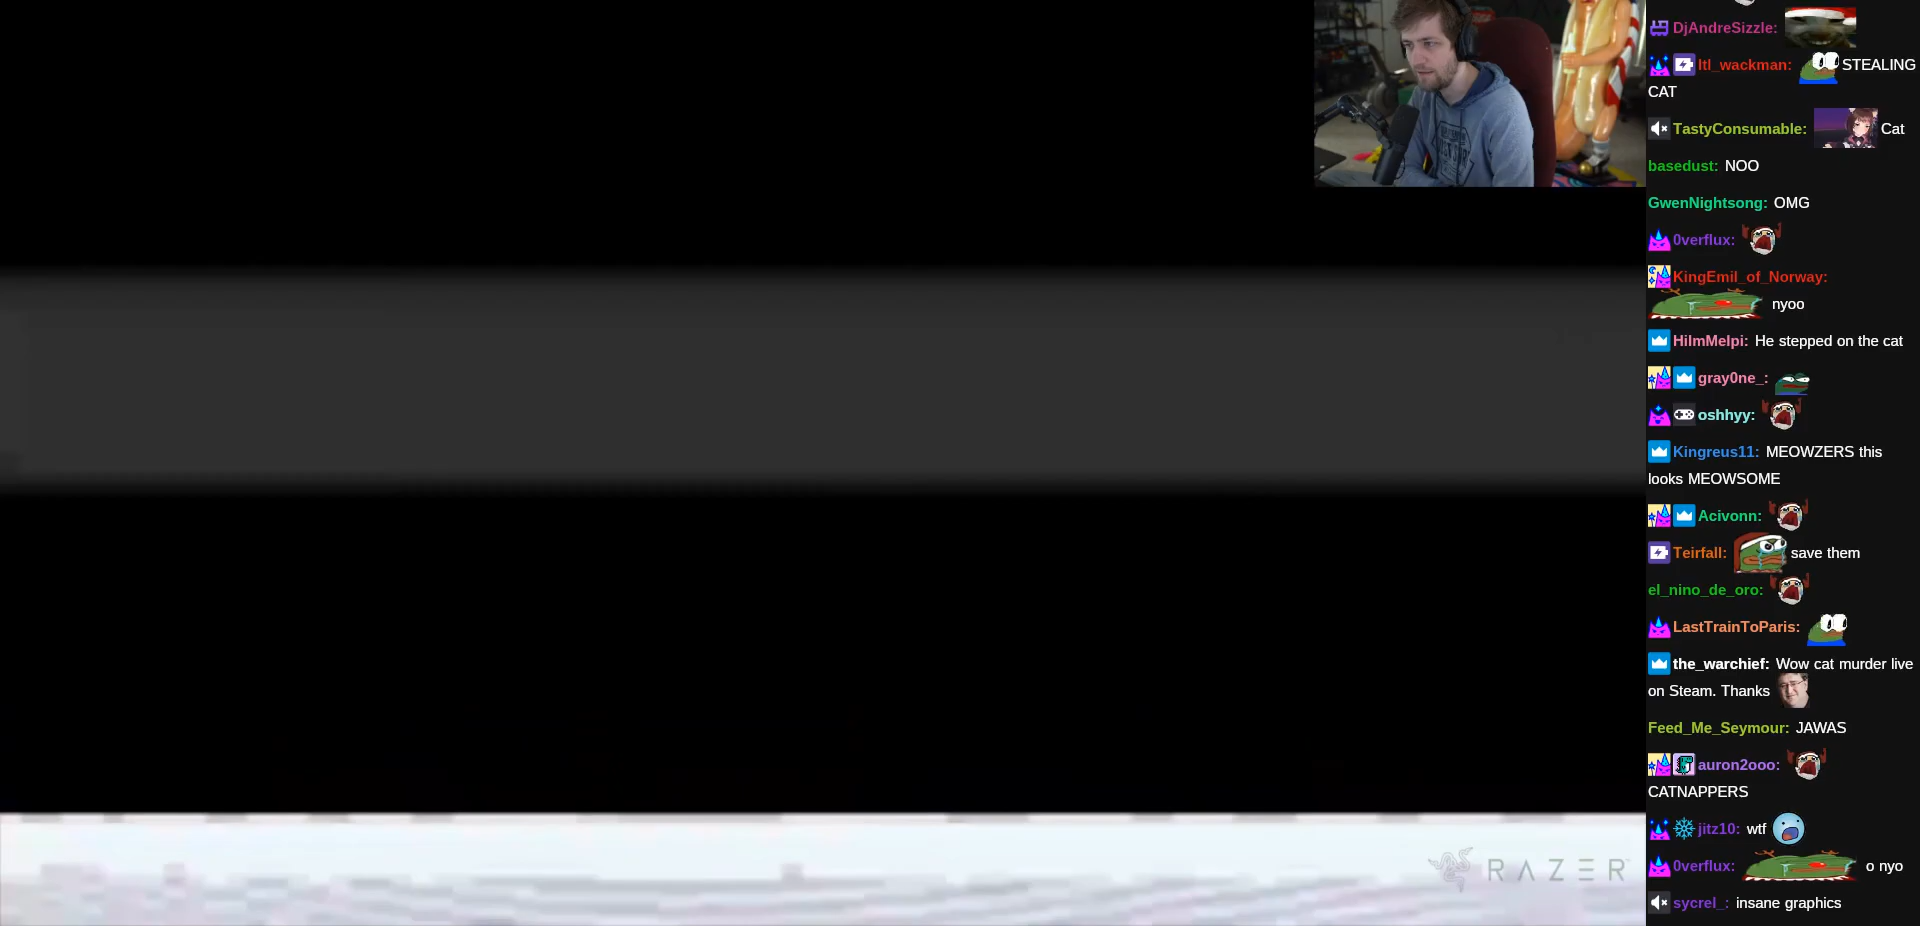 DjAndreSizzle:
ltl_wackman: STEALING
CAT
TastyConsumable: Cat
basedust: NOO
GwenNightsong: OMG
0verflux:
KingEmil_of_Norway:
nyoo
HilmMelpi: He stepped on the cat
gray0ne_:
oshhyy:
Kingreus11: MEOWZERS this
looks MEOWSOME
Acivonn:
Teirfall: save them
el_nino_de_oro:
LastTrainToParis:
the_warchief: Wow cat murder live
on Steam. Thanks
Feed_Me_Seymour: JAWAS
auron2ooo:
CATNAPPERS
jitz10: wtf
0verflux: o nyo
RAZER
sycrel_: insane graphics